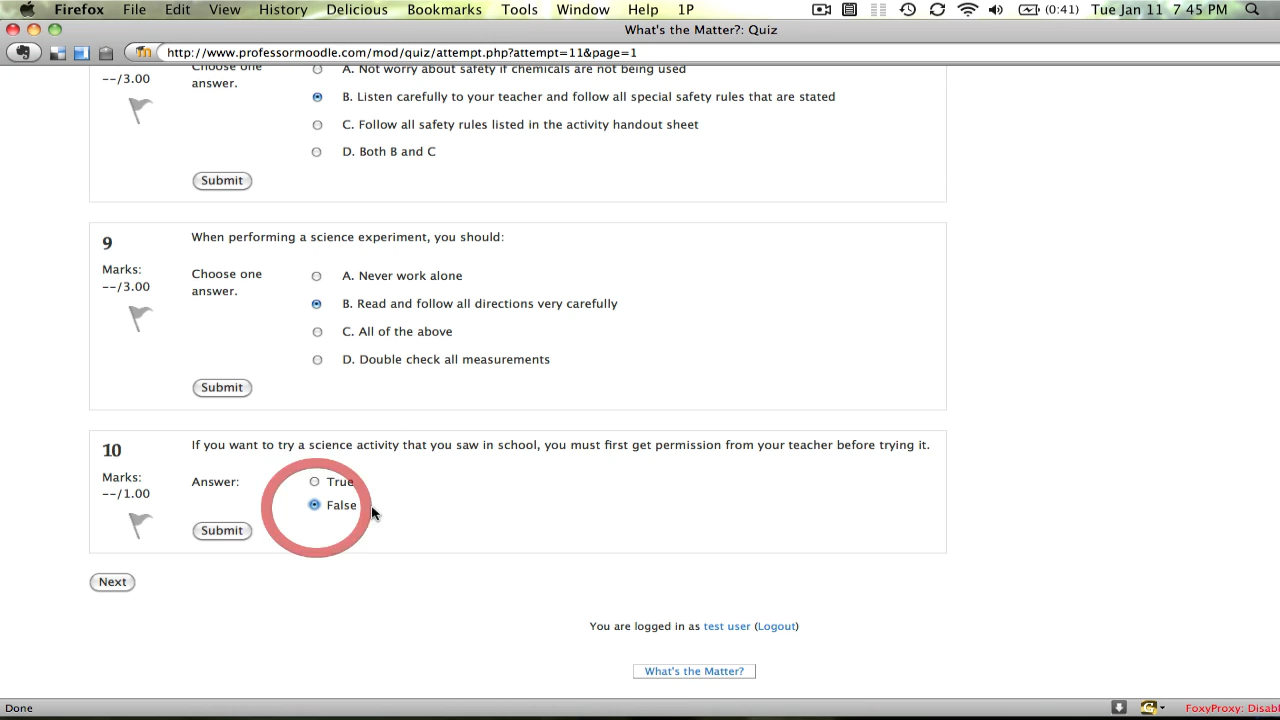 Firefox File Edit View History Delicious Bookmarks Tools Window Help 1P (0:41) Tue Jan 11 7:45 PM
What's the Matter?: Quiz
http://www.professormoodle.com/mod/quiz/attempt.php?attempt=11&page=1
Choose one answer.
--/3.00
A. Not worry about safety if chemicals are not being used
B. Listen carefully to your teacher and follow all special safety rules that are stated
C. Follow all safety rules listed in the activity handout sheet
D. Both B and C
Submit
9
When performing a science experiment, you should:
Marks:
--/3.00
Choose one
answer.
A. Never work alone
B. Read and follow all directions very carefully
C. All of the above
D. Double check all measurements
Submit
10
If you want to try a science activity that you saw in school, you must first get permission from your teacher before trying it.
Marks:
--/1.00
Answer:
True
False
Submit
Next
You are logged in as test user (Logout)
What's the Matter?
Done
FoxyProxy: Disabl